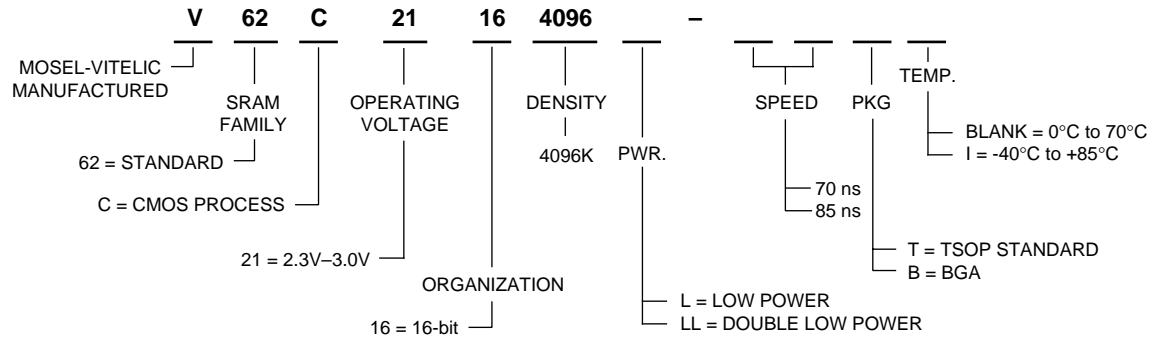 V 62 C 21 16 4096 –
MOSEL-VITELIC
MANUFACTURED
SRAM
FAMILY
OPERATING
VOLTAGE
DENSITY
4096K
PWR.
SPEED
PKG
TEMP.
BLANK = 0°C to 70°C
I = -40°C to +85°C
62 = STANDARD
C = CMOS PROCESS
70 ns
85 ns
21 = 2.3V–3.0V
T = TSOP STANDARD
B = BGA
ORGANIZATION
16 = 16-bit
L = LOW POWER
LL = DOUBLE LOW POWER